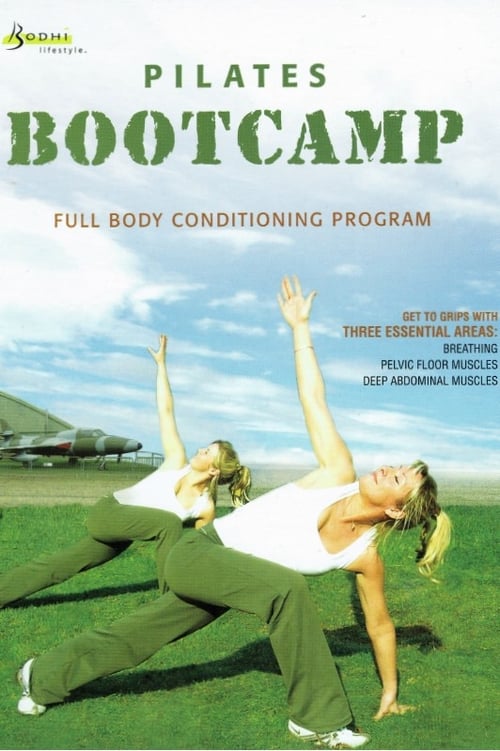 BODHI
lifestyle.
PILATES
BOOTCAMP
FULL BODY CONDITIONING PROGRAM
GET TO GRIPS WITH
THREE ESSENTIAL AREAS:
BREATHING
PELVIC FLOOR MUSCLES
DEEP ABDOMINAL MUSCLES